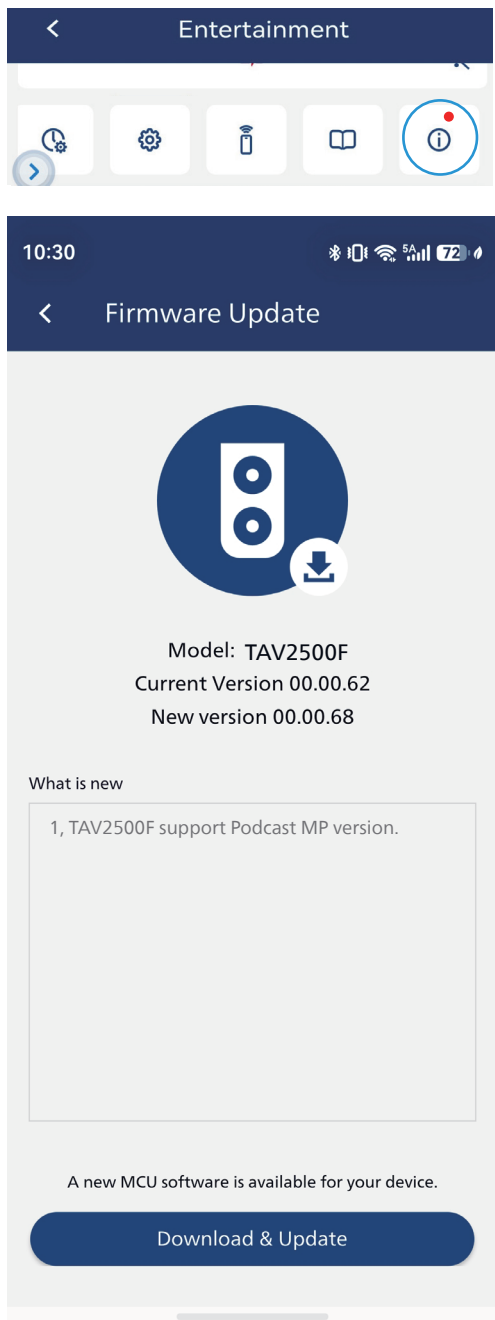 Entertainment
10:30
5A
72
Firmware Update
Model: TAV2500F
Current Version 00.00.62
New version 00.00.68
What is new
1, TAV2500F support Podcast MP version.
A new MCU software is available for your device.
Download & Update